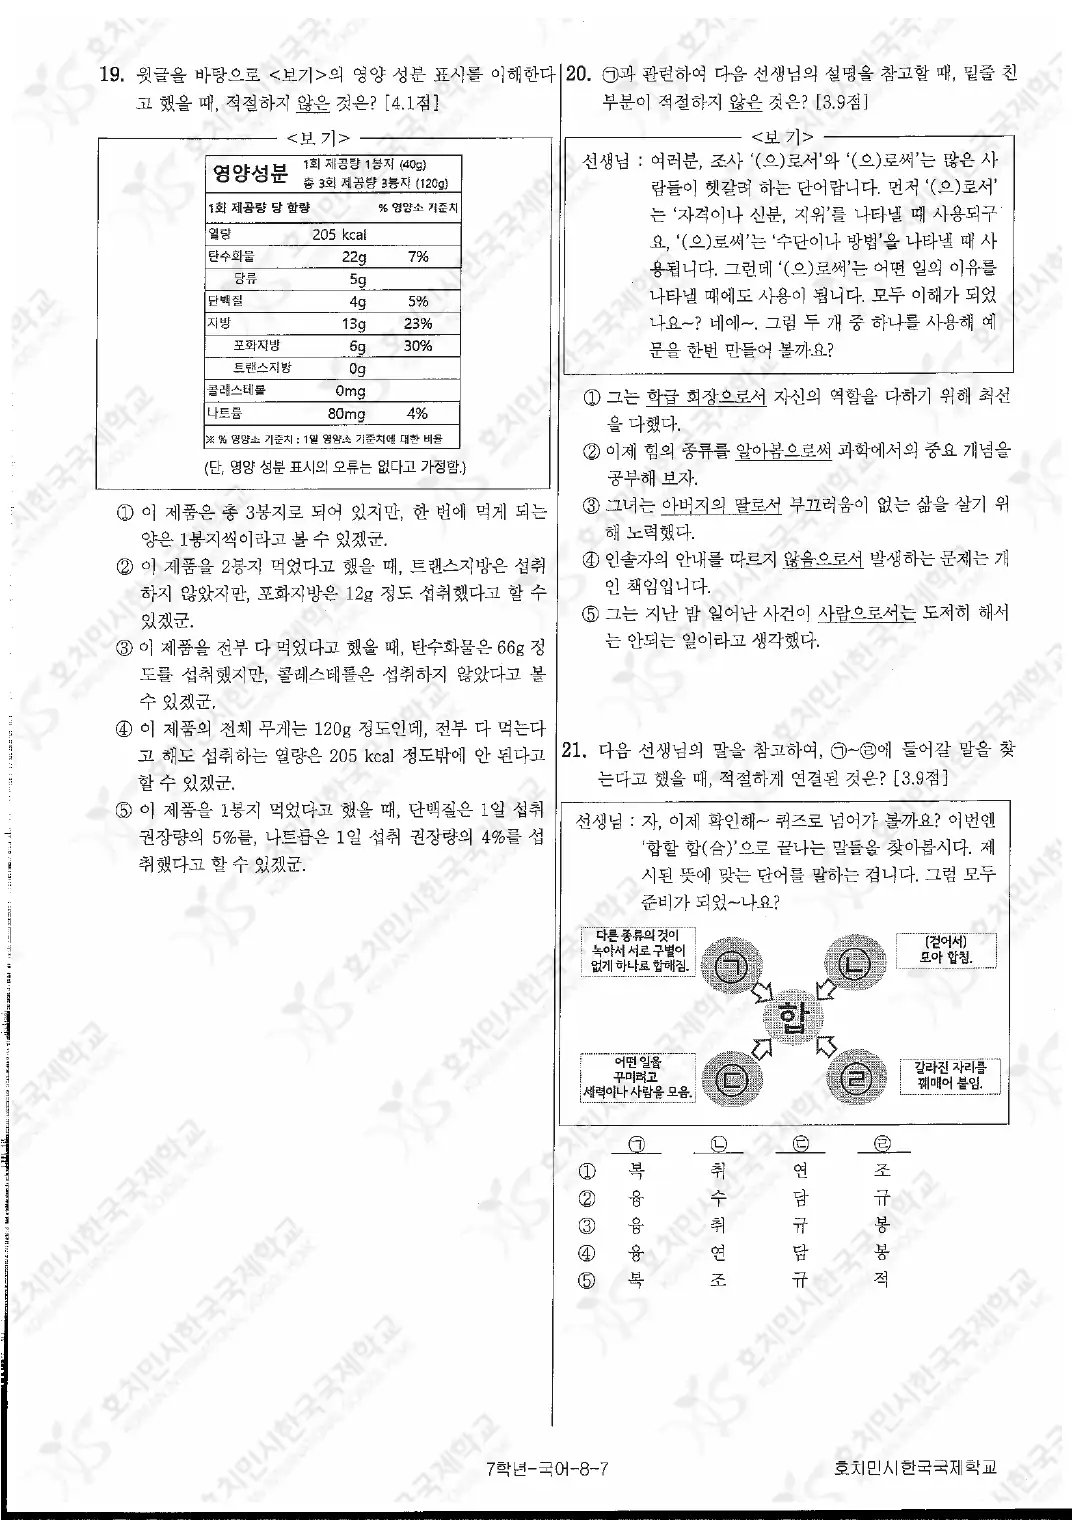 19. 윗글을 바탕으로 <보기>의 영양 성분 표시를 이해한다
고 했을 때, 적절하지 않은 것은? [4.1점]
<보 기>
영양성분
1회 제공량 1봉지 (40g)
총 3회 제공량 3봉지 (120g)
1회 제공량 당 함량 % 영양소 기준치
열량 205 kcal
탄수화물 22g 7%
당류 5g
단백질 4g 5%
지방 13g 23%
포화지방 6g 30%
트랜스지방 0g
콜레스테롤 0mg
나트륨 80mg 4%
※ % 영양소 기준치 : 1일 영양소 기준치에 대한 비율
(단, 영양 성분 표시의 오류는 없다고 가정함.)
① 이 제품은 총 3봉지로 되어 있지만, 한 번에 먹게 되는
양은 1봉지씩이라고 볼 수 있겠군.
② 이 제품을 2봉지 먹었다고 했을 때, 트랜스지방은 섭취
하지 않았지만, 포화지방은 12g 정도 섭취했다고 할 수
있겠군.
③ 이 제품을 전부 다 먹었다고 했을 때, 탄수화물은 66g 정
도를 섭취했지만, 콜레스테롤은 섭취하지 않았다고 볼
수 있겠군.
④ 이 제품의 전체 무게는 120g 정도인데, 전부 다 먹는다
고 해도 섭취하는 열량은 205 kcal 정도밖에 안 된다고
할 수 있겠군.
⑤ 이 제품을 1봉지 먹었다고 했을 때, 단백질은 1일 섭취
권장량의 5%를, 나트륨은 1일 섭취 권장량의 4%를 섭
취했다고 할 수 있겠군.
20. ㉠과 관련하여 다음 선생님의 설명을 참고할 때, 밑줄 친
부분이 적절하지 않은 것은? [3.9점]
<보 기>
선생님 : 여러분, 조사 '(으)로서'와 '(으)로써'는 많은 사
람들이 헷갈려 하는 단어랍니다. 먼저 '(으)로서'
는 '자격이나 신분, 지위'를 나타낼 때 사용되구
요, '(으)로써'는 '수단이나 방법'을 나타낼 때 사
용됩니다. 그런데 '(으)로써'는 어떤 일의 이유를
나타낼 때에도 사용이 됩니다. 모두 이해가 되었
나요~? 네에~. 그럼 두 개 중 하나를 사용해 예
문을 한번 만들어 볼까요?
① 그는 학급 회장으로서 자신의 역할을 다하기 위해 최선
을 다했다.
② 이제 힘의 종류를 알아봄으로써 과학에서의 중요 개념을
공부해 보자.
③ 그녀는 아버지의 딸로서 부끄러움이 없는 삶을 살기 위
해 노력했다.
④ 인솔자의 안내를 따르지 않음으로서 발생하는 문제는 개
인 책임입니다.
⑤ 그는 지난 밤 일어난 사건이 사람으로서는 도저히 해서
는 안되는 일이라고 생각했다.
21. 다음 선생님의 말을 참고하여, ㉠~㉣에 들어갈 말을 찾
는다고 했을 때, 적절하게 연결된 것은? [3.9점]
선생님 : 자, 이제 확인해~ 퀴즈로 넘어가 볼까요? 이번엔
'합할 합(合)'으로 끝나는 말들을 찾아봅시다. 제
시된 뜻에 맞는 단어를 말하는 겁니다. 그럼 모두
준비가 되었~나요?
다른 종류의 것이
녹아서 서로 구별이
없게 하나로 합해짐.
㉠
㉡
(걷어서)
모아 합침.
합
어떤 일을
꾸미려고
세력이나 사람을 모음.
㉢
㉣
갈라진 자리를
꿰매어 붙임.
㉠ ㉡ ㉢ ㉣
① 복 취 연 조
② 융 수 담 규
③ 융 취 규 봉
④ 융 연 담 봉
⑤ 복 조 규 적
7학년-국어-8-7
호치민시한국국제학교